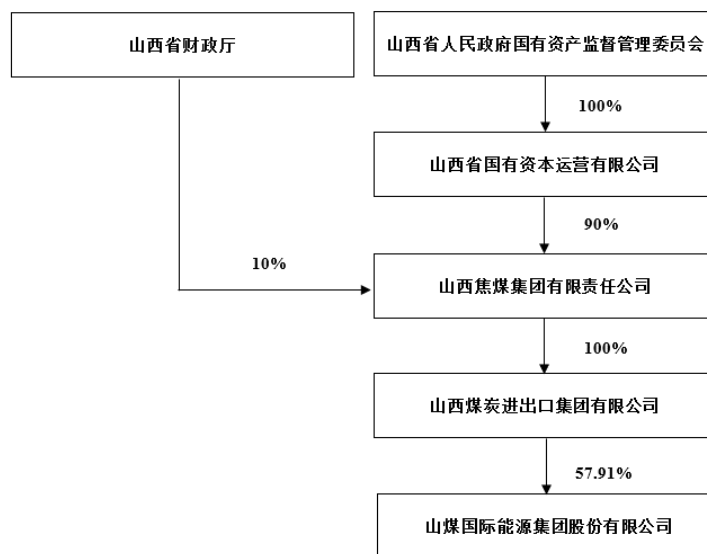 山西省财政厅
山西省人民政府国有资产监督管理委员会
100%
山西省国有资本运营有限公司
90%
10%
山西焦煤集团有限责任公司
100%
山西煤炭进出口集团有限公司
57.91%
山煤国际能源集团股份有限公司